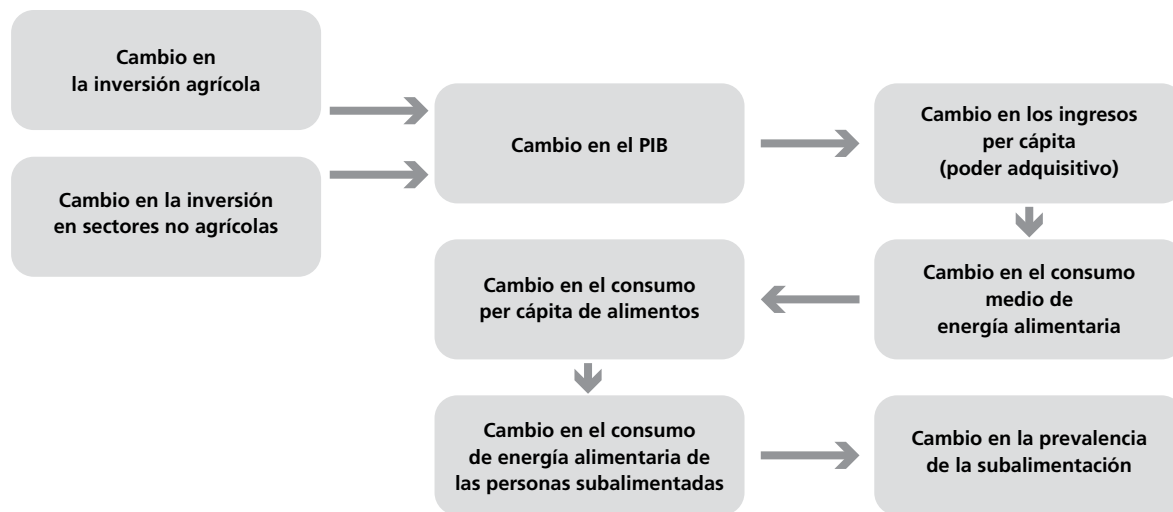 Cambio en
la inversión agrícola
Cambio en la inversión
en sectores no agrícolas
Cambio en el PIB
Cambio en los ingresos
per cápita
(poder adquisitivo)
Cambio en el consumo
medio de
energía alimentaria
Cambio en el consumo
per cápita de alimentos
Cambio en el consumo
de energía alimentaria de
las personas subalimentadas
Cambio en la prevalencia
de la subalimentación